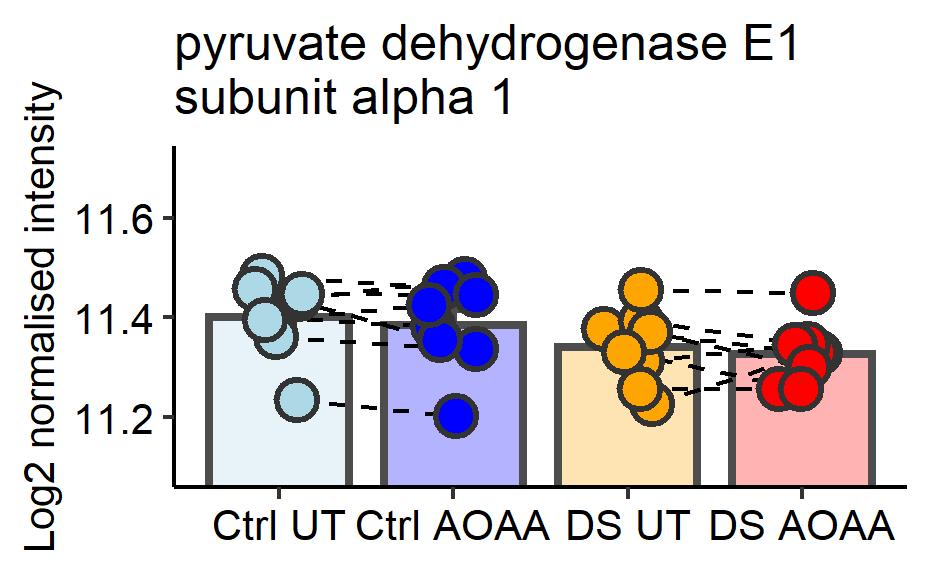 pyruvate dehydrogenase E1
subunit alpha 1
Log2 normalised intensity
11.6
11.4
11.2
Ctrl UT Ctrl AOAA DS UT DS AOAA